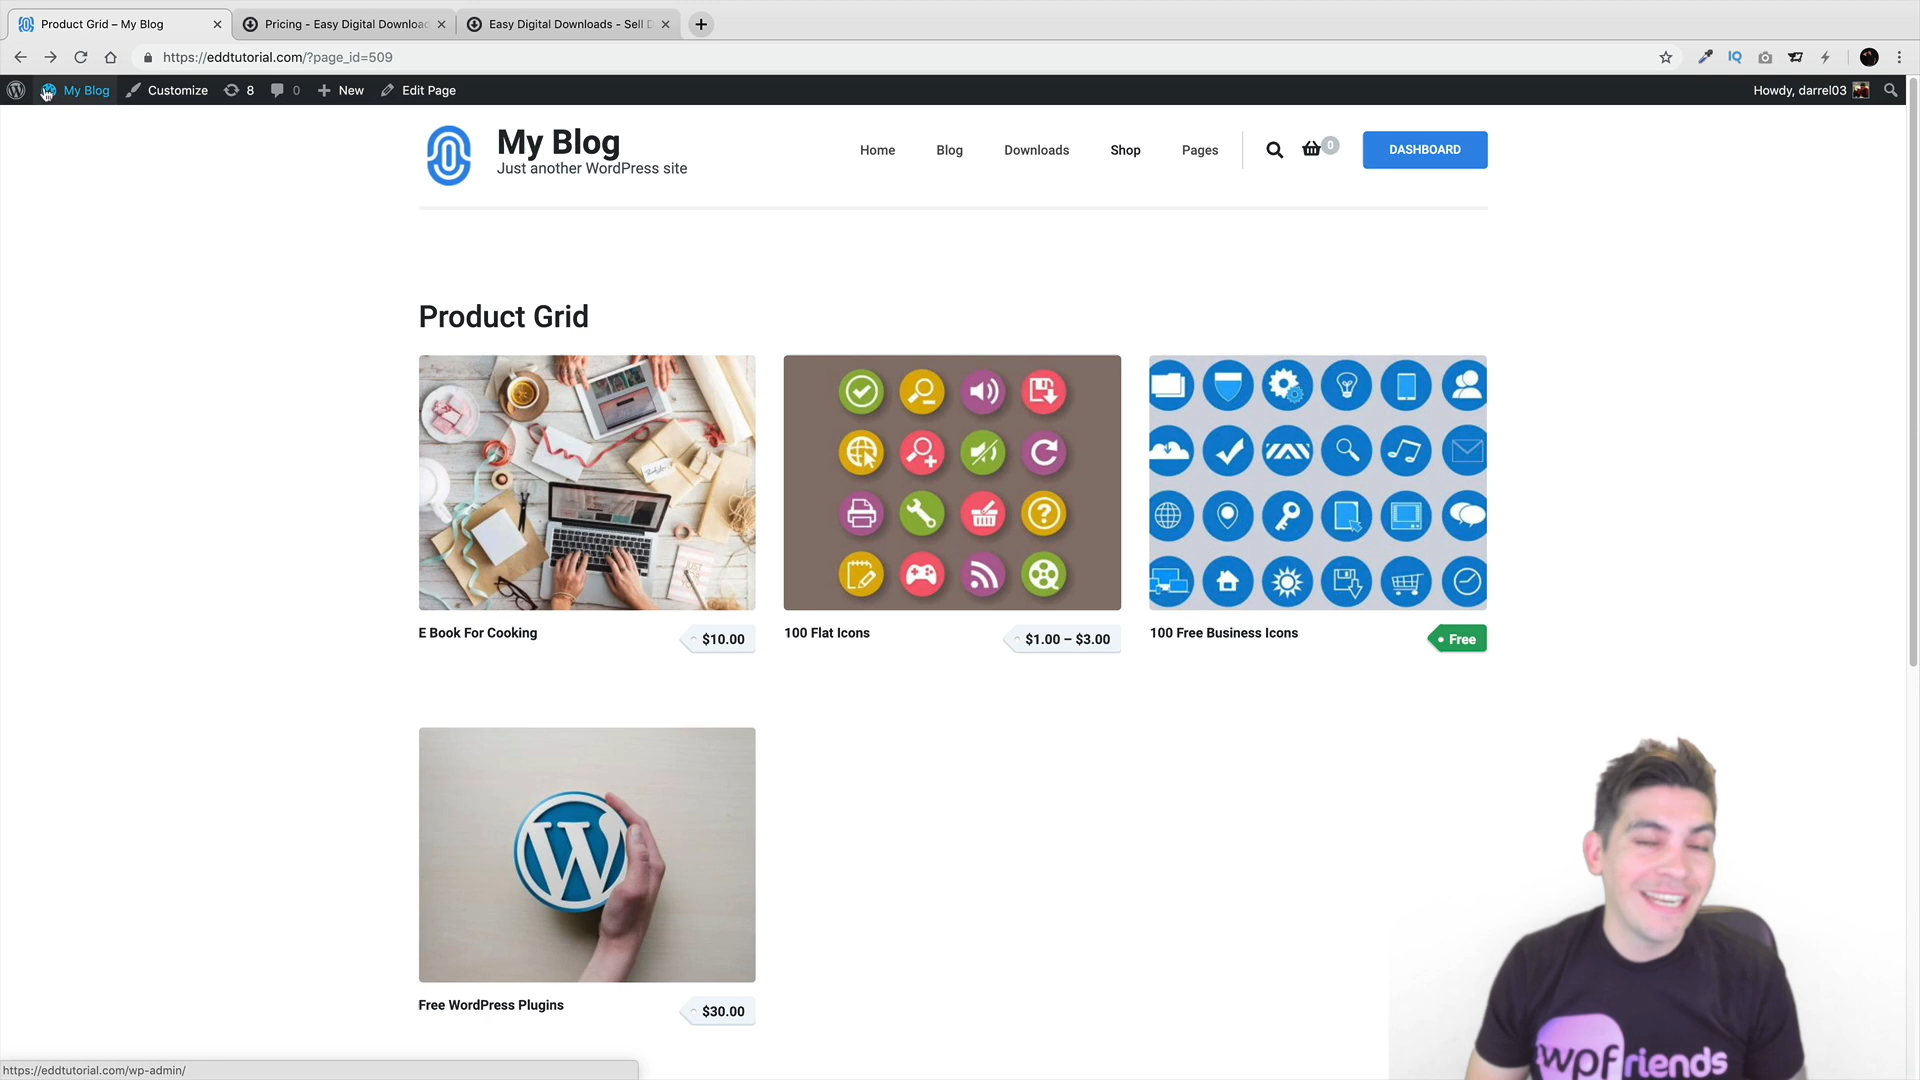 Product Grid – My Blog
Pricing - Easy Digital Downloa
Easy Digital Downloads - Sell D
https://eddtutorial.com/?page_id=509
IQ
My Blog
Customize
8
0
New
Edit Page
Howdy, darrel03
My Blog
Just another WordPress site
Home
Blog
Downloads
Shop
Pages
0
DASHBOARD
Product Grid
E Book For Cooking
$10.00
100 Flat Icons
$1.00 – $3.00
100 Free Business Icons
Free
Free WordPress Plugins
$30.00
wpfriends
https://eddtutorial.com/wp-admin/